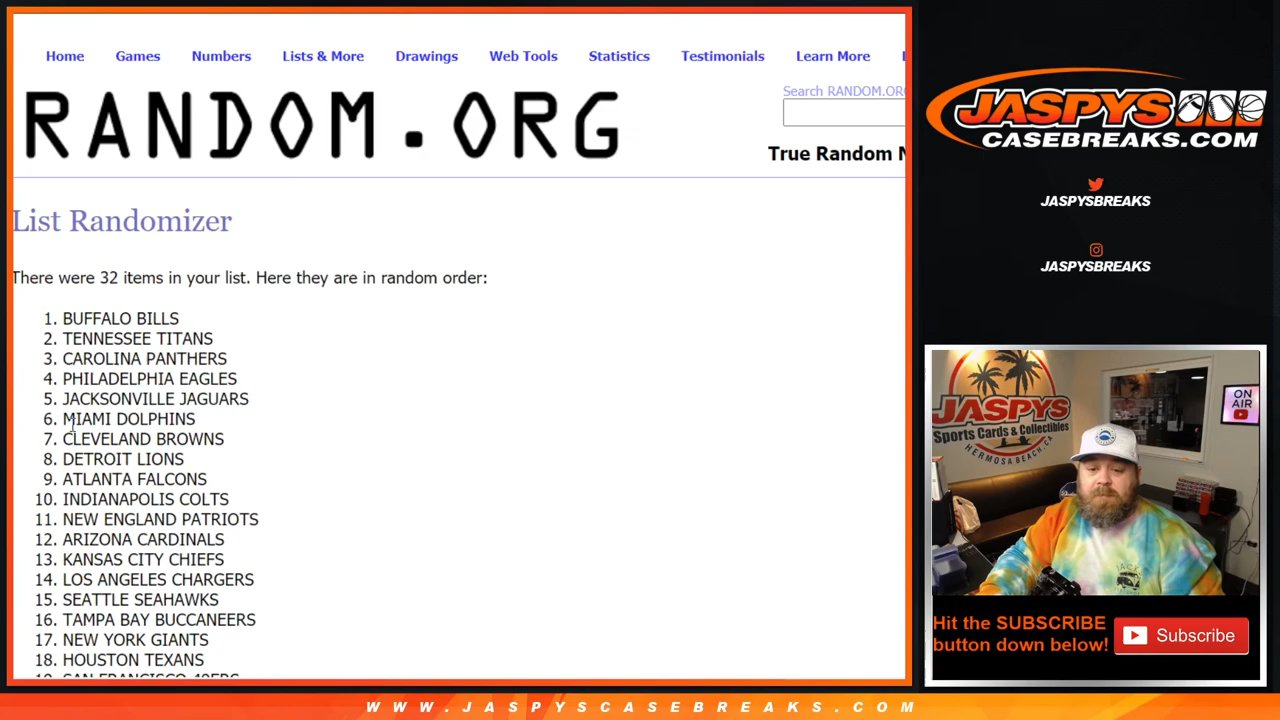 Home Games Numbers Lists & More Drawings Web Tools Statistics Testimonials Learn More
RANDOM.ORG
Search RANDOM.ORG
True Random N
List Randomizer
There were 32 items in your list. Here they are in random order:
1. BUFFALO BILLS
2. TENNESSEE TITANS
3. CAROLINA PANTHERS
4. PHILADELPHIA EAGLES
5. JACKSONVILLE JAGUARS
6. MIAMI DOLPHINS
7. CLEVELAND BROWNS
8. DETROIT LIONS
9. ATLANTA FALCONS
10. INDIANAPOLIS COLTS
11. NEW ENGLAND PATRIOTS
12. ARIZONA CARDINALS
13. KANSAS CITY CHIEFS
14. LOS ANGELES CHARGERS
15. SEATTLE SEAHAWKS
16. TAMPA BAY BUCCANEERS
17. NEW YORK GIANTS
18. HOUSTON TEXANS
19. SAN FRANCISCO 49ERS
JASPYS
CASEBREAKS.COM
JASPYSBREAKS
JASPYSBREAKS
JASPYS
Sports Cards & Collectibles
HERMOSA BEACH, CA
ON AIR
Hit the SUBSCRIBE
button down below!
Subscribe
WWW.JASPYSCASEBREAKS.COM